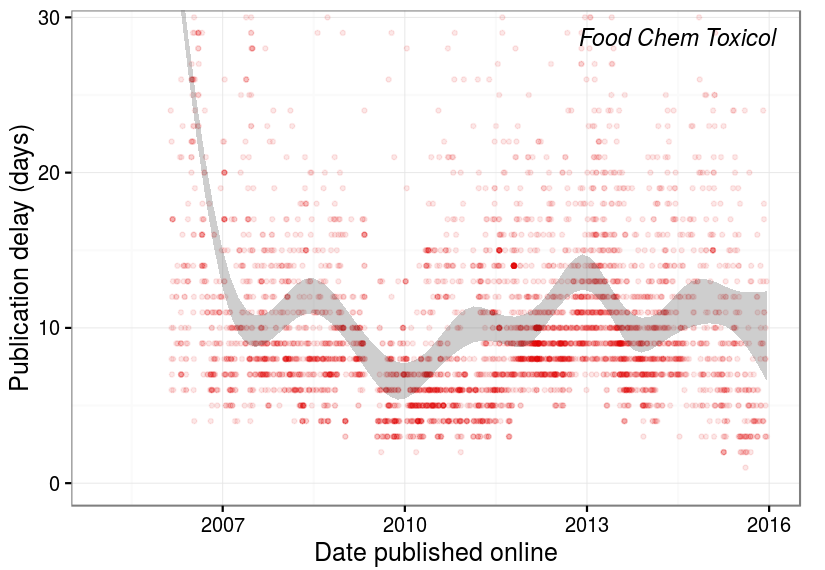 Food Chem Toxicol
Publication delay (days)
30
20
10
0
2007 2010 2013 2016
Date published online